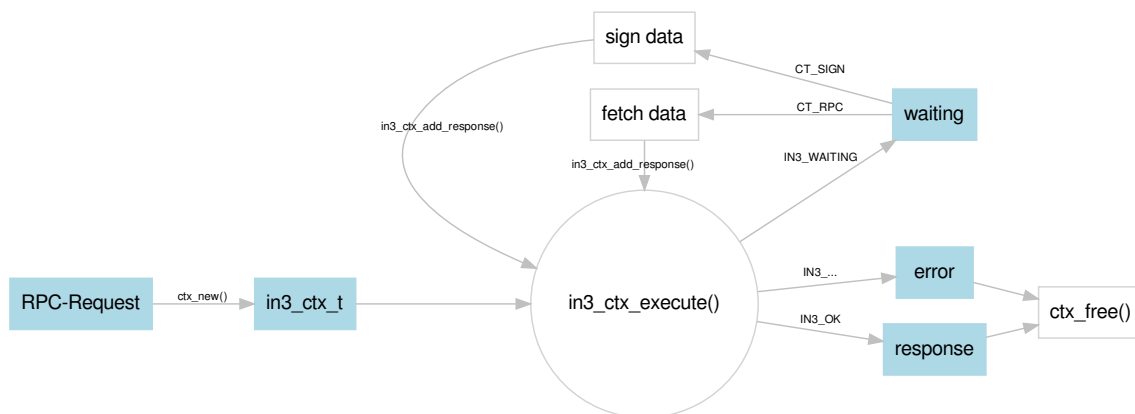 sign data
CT_SIGN
fetch data
CT_RPC
waiting
in3_ctx_add_response()
in3_ctx_add_response()
IN3_WAITING
RPC-Request
ctx_new()
in3_ctx_t
in3_ctx_execute()
IN3_...
error
IN3_OK
response
ctx_free()